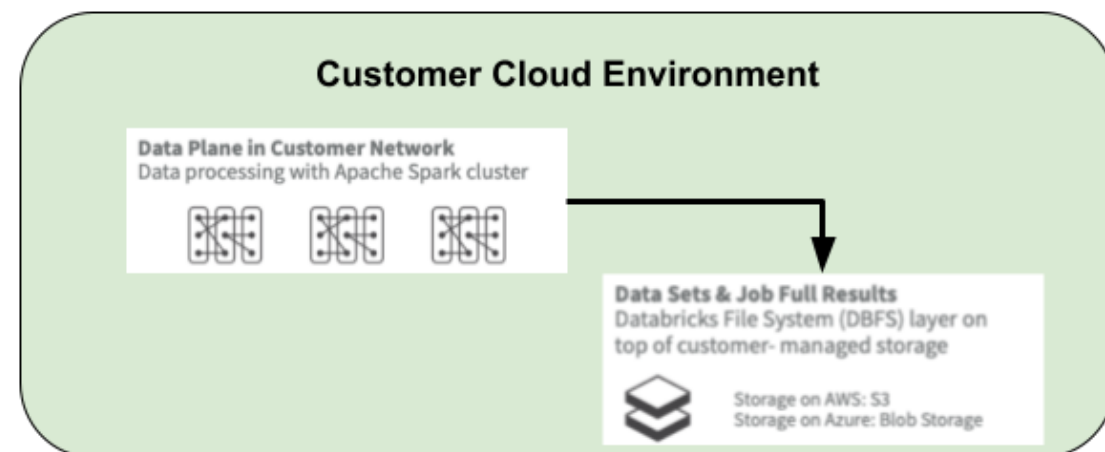 Customer Cloud Environment
Data Plane in Customer Network
Data processing with Apache Spark cluster
Data Sets & Job Full Results
Databricks File System (DBFS) layer on
top of customer- managed storage
Storage on AWS: S3
Storage on Azure: Blob Storage